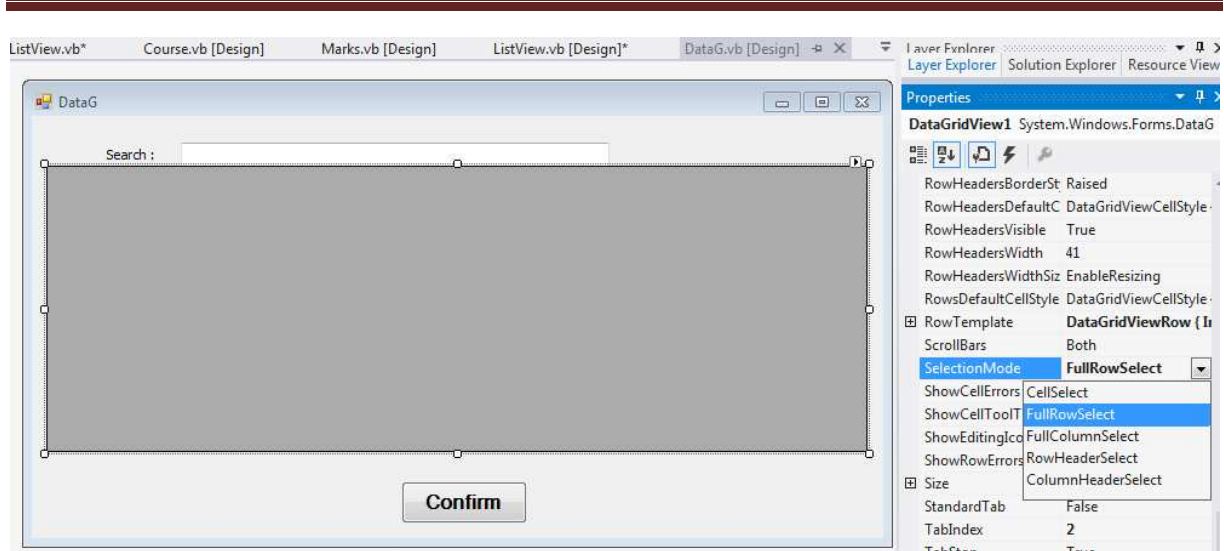 ListView.vb* Course.vb [Design] Marks.vb [Design] ListView.vb [Design]* DataG.vb [Design]
Layer Explorer
Layer Explorer Solution Explorer Resource View
DataG
Search :
Confirm
Properties
DataGridView1 System.Windows.Forms.DataG
RowHeadersBorderSt Raised
RowHeadersDefaultC DataGridViewCellStyle
RowHeadersVisible True
RowHeadersWidth 41
RowHeadersWidthSiz EnableResizing
RowsDefaultCellStyle DataGridViewCellStyle
RowTemplate DataGridViewRow { In
ScrollBars Both
SelectionMode FullRowSelect
ShowCellErrors CellSelect
ShowCellToolT FullRowSelect
ShowEditingIco FullColumnSelect
ShowRowErrors RowHeaderSelect
Size ColumnHeaderSelect
StandardTab False
TabIndex 2
TabStop True